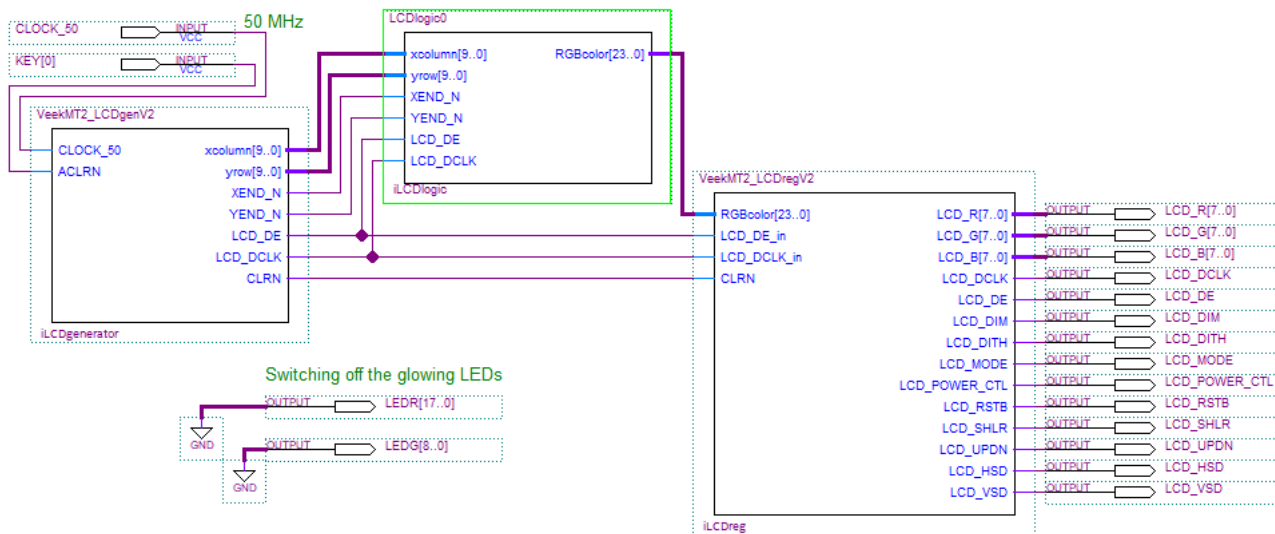 CLOCK_50 INPUT VCC 50 MHz
KEY[0] INPUT VCC
LCDlogic0
xcolumn[9..0] RGBcolor[23..0]
yrow[9..0]
XEND_N
YEND_N
LCD_DE
LCD_DCLK
iLCDlogic
VeekMT2_LCDgenV2
CLOCK_50 xcolumn[9..0]
ACLRN yrow[9..0]
XEND_N
YEND_N
LCD_DE
LCD_DCLK
CLRN
iLCDgenerator
VeekMT2_LCDregV2
RGBcolor[23..0] LCD_R[7..0]
LCD_DE_in LCD_G[7..0]
LCD_DCLK_in LCD_B[7..0]
CLRN LCD_DCLK
LCD_DE
LCD_DIM
LCD_DITH
LCD_MODE
LCD_POWER_CTL
LCD_RSTB
LCD_SHLR
LCD_UPDN
LCD_HSD
LCD_VSD
iLCDreg
OUTPUT LCD_R[7..0]
OUTPUT LCD_G[7..0]
OUTPUT LCD_B[7..0]
OUTPUT LCD_DCLK
OUTPUT LCD_DE
OUTPUT LCD_DIM
OUTPUT LCD_DITH
OUTPUT LCD_MODE
OUTPUT LCD_POWER_CTL
OUTPUT LCD_RSTB
OUTPUT LCD_SHLR
OUTPUT LCD_UPDN
OUTPUT LCD_HSD
OUTPUT LCD_VSD
Switching off the glowing LEDs
OUTPUT LEDR[17..0]
GND
OUTPUT LEDG[8..0]
GND